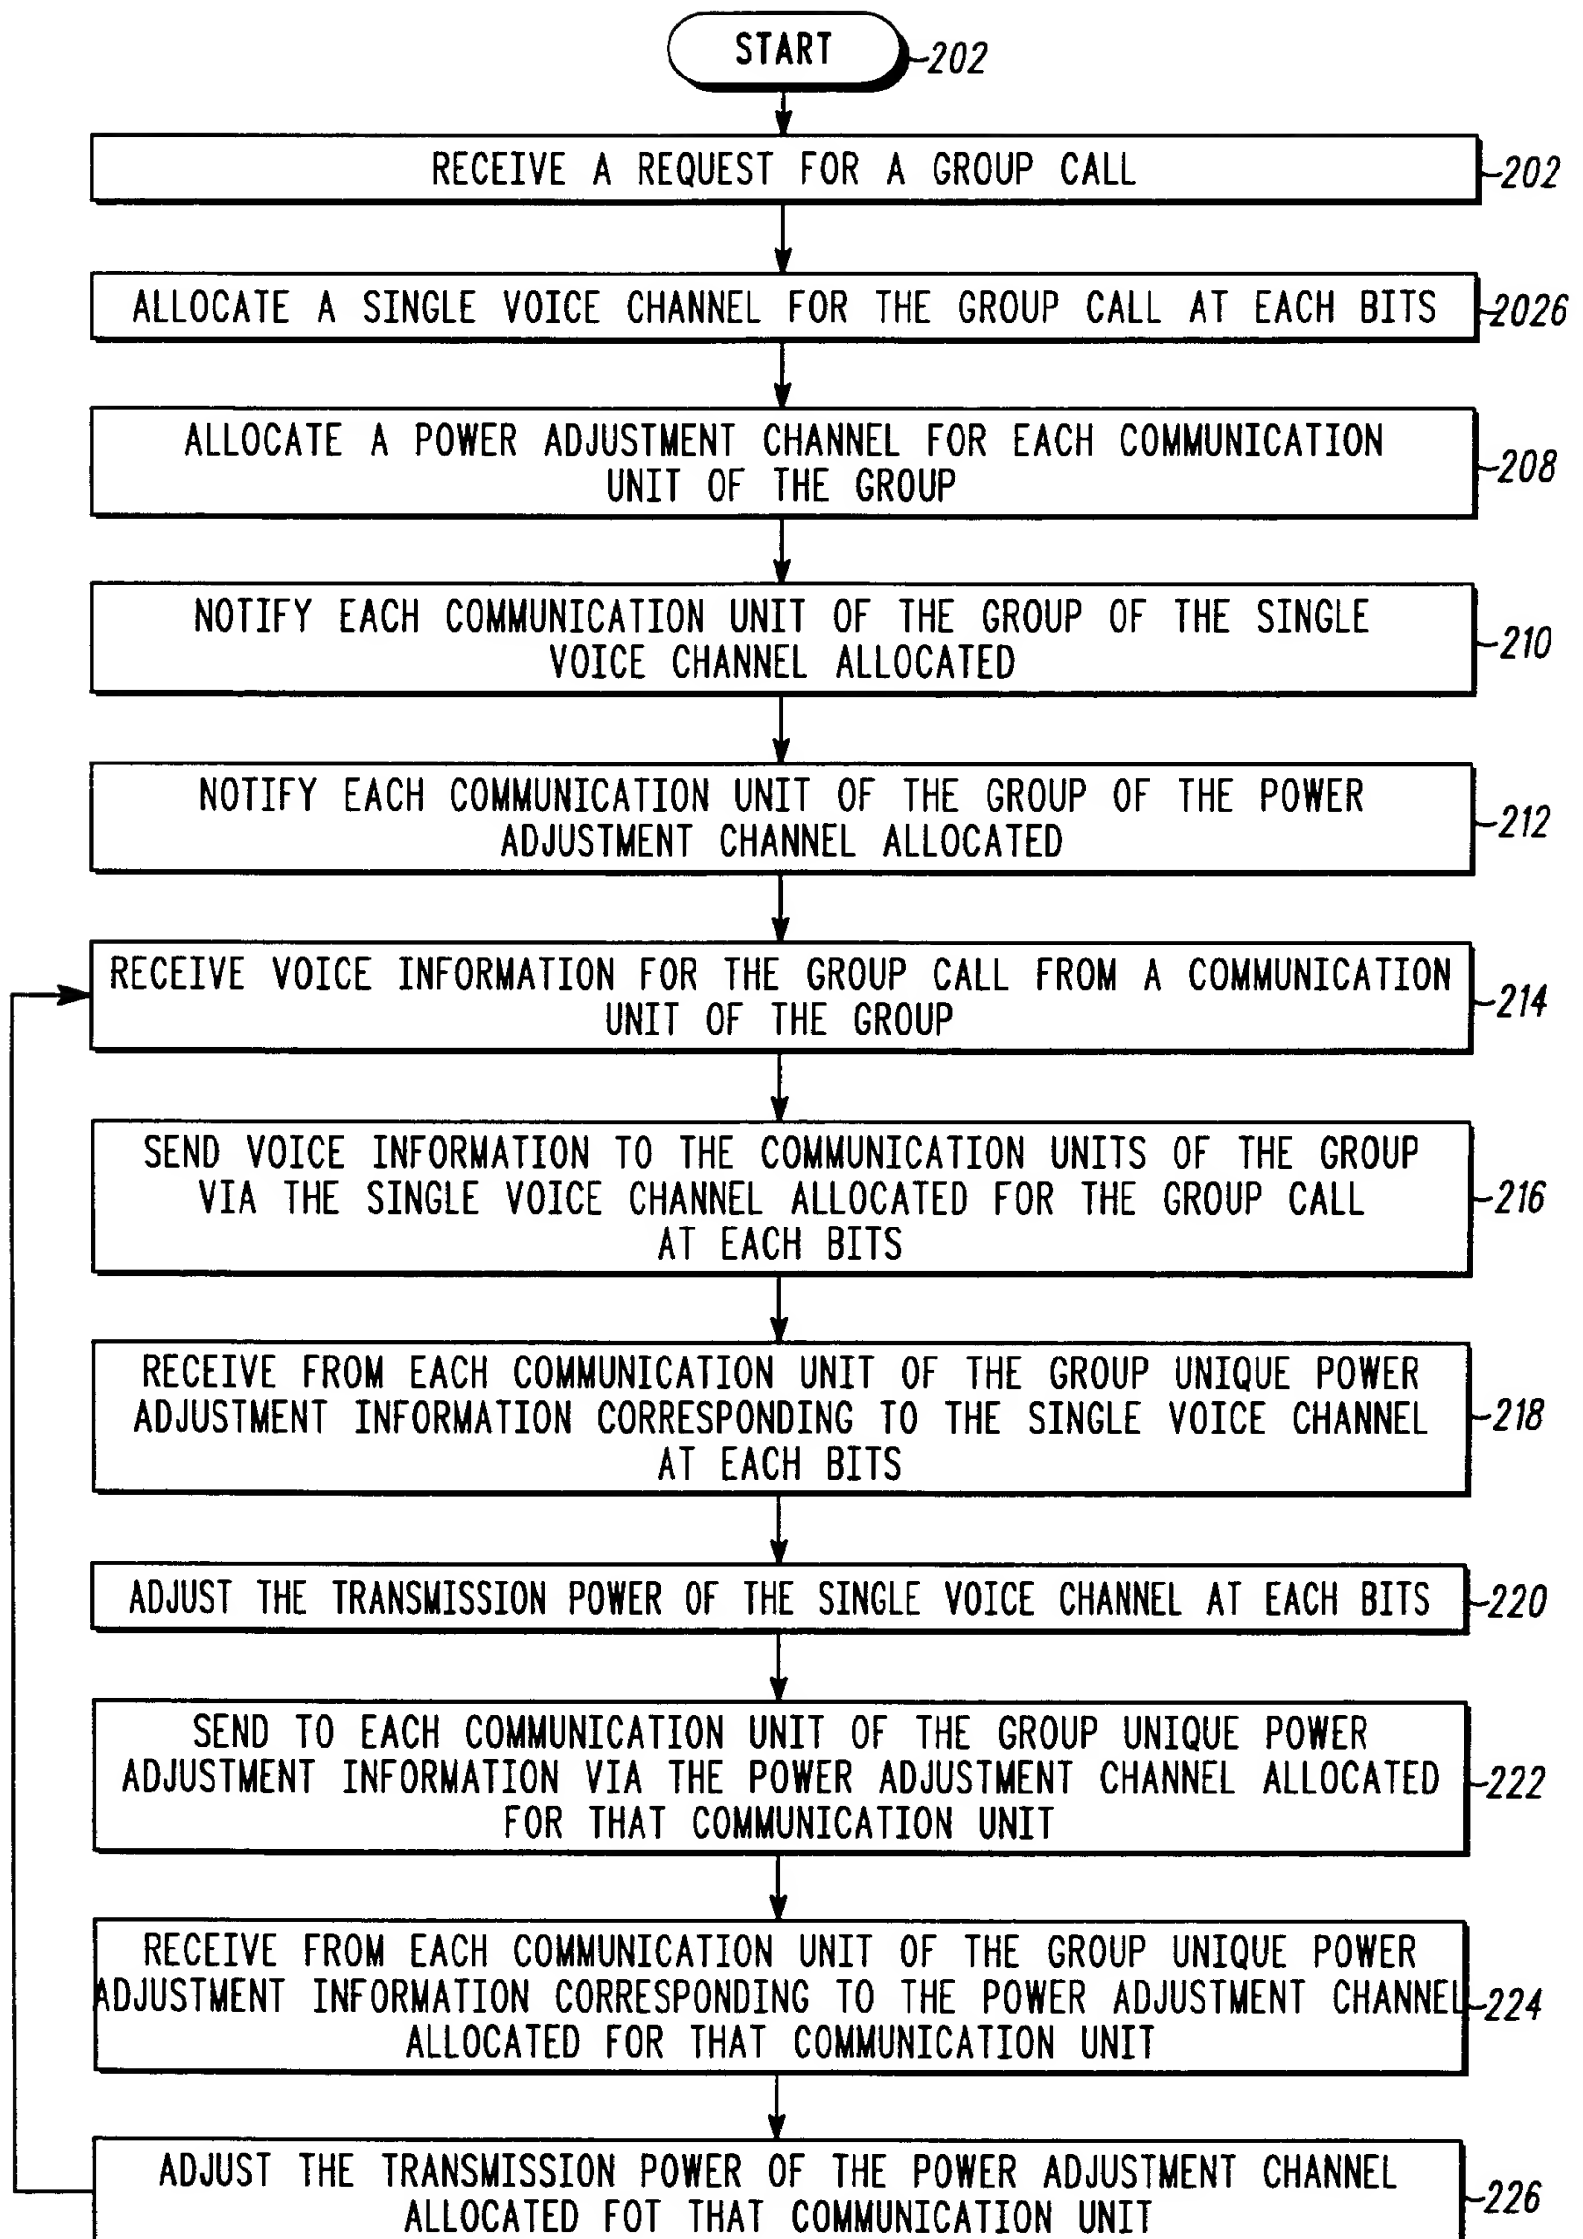 START
202
RECEIVE A REQUEST FOR A GROUP CALL
202
ALLOCATE A SINGLE VOICE CHANNEL FOR THE GROUP CALL AT EACH BITS
2026
ALLOCATE A POWER ADJUSTMENT CHANNEL FOR EACH COMMUNICATION
UNIT OF THE GROUP
208
NOTIFY EACH COMMUNICATION UNIT OF THE GROUP OF THE SINGLE
VOICE CHANNEL ALLOCATED
210
NOTIFY EACH COMMUNICATION UNIT OF THE GROUP OF THE POWER
ADJUSTMENT CHANNEL ALLOCATED
212
RECEIVE VOICE INFORMATION FOR THE GROUP CALL FROM A COMMUNICATION
UNIT OF THE GROUP
214
SEND VOICE INFORMATION TO THE COMMUNICATION UNITS OF THE GROUP
VIA THE SINGLE VOICE CHANNEL ALLOCATED FOR THE GROUP CALL
AT EACH BITS
216
RECEIVE FROM EACH COMMUNICATION UNIT OF THE GROUP UNIQUE POWER
ADJUSTMENT INFORMATION CORRESPONDING TO THE SINGLE VOICE CHANNEL
AT EACH BITS
218
ADJUST THE TRANSMISSION POWER OF THE SINGLE VOICE CHANNEL AT EACH BITS
220
SEND TO EACH COMMUNICATION UNIT OF THE GROUP UNIQUE POWER
ADJUSTMENT INFORMATION VIA THE POWER ADJUSTMENT CHANNEL ALLOCATED
FOR THAT COMMUNICATION UNIT
222
RECEIVE FROM EACH COMMUNICATION UNIT OF THE GROUP UNIQUE POWER
ADJUSTMENT INFORMATION CORRESPONDING TO THE POWER ADJUSTMENT CHANNEL
ALLOCATED FOR THAT COMMUNICATION UNIT
224
ADJUST THE TRANSMISSION POWER OF THE POWER ADJUSTMENT CHANNEL
ALLOCATED FOT THAT COMMUNICATION UNIT
226